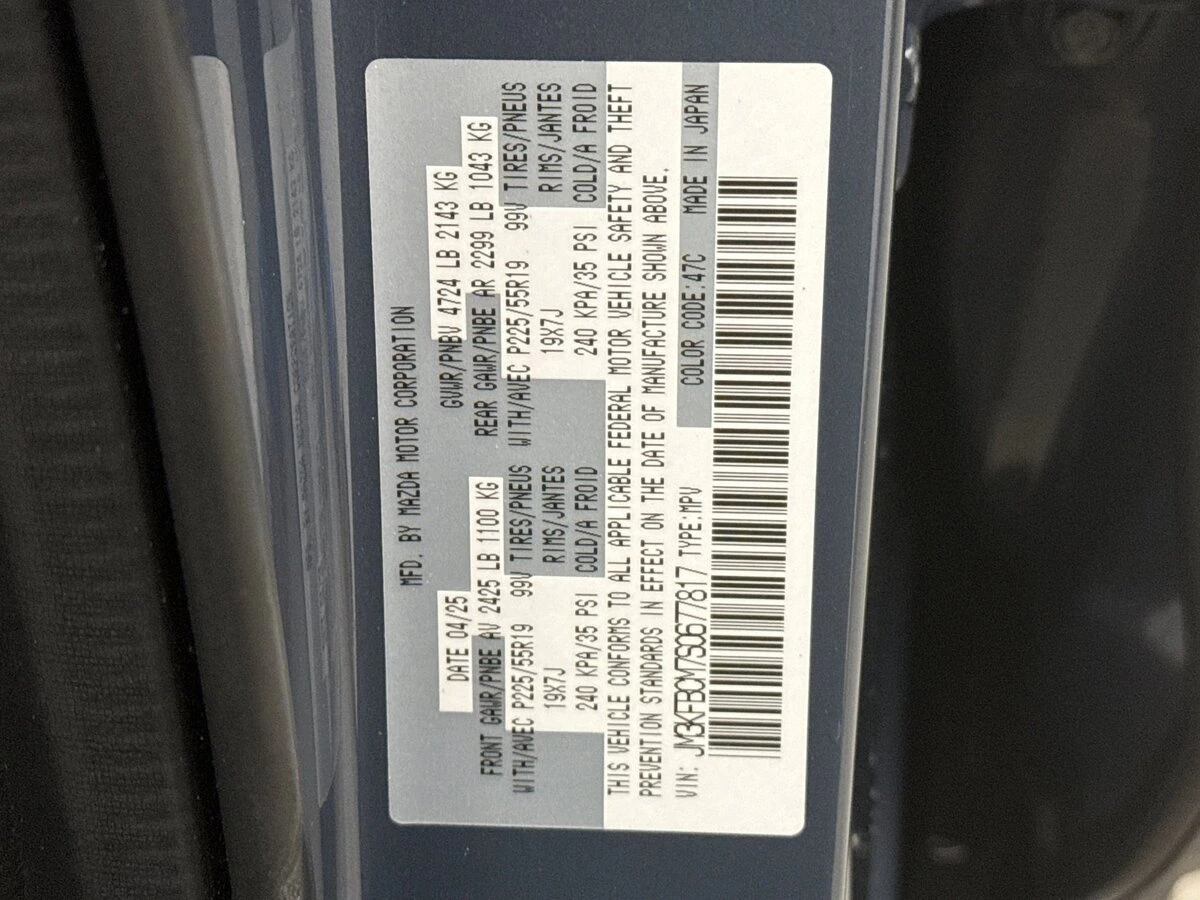 MFD. BY MAZDA MOTOR CORPORATION
DATE 04/25 GVWR/PNBV 4724 LB 2143 KG
FRONT GAWR/PNBE AV 2425 LB 1100 KG REAR GAWR/PNBE AR 2299 LB 1043 KG
WITH/AVEC P225/55R19 99V TIRES/PNEUS WITH/AVEC P225/55R19 99V TIRES/PNEUS
19X7J RIMS/JANTES 19X7J RIMS/JANTES
240 KPA/35 PSI COLD/A FROID 240 KPA/35 PSI COLD/A FROID
THIS VEHICLE CONFORMS TO ALL APPLICABLE FEDERAL MOTOR VEHICLE SAFETY AND THEFT
PREVENTION STANDARDS IN EFFECT ON THE DATE OF MANUFACTURE SHOWN ABOVE.
VIN: JM3KFBCM7S0677817 TYPE:MPV COLOR CODE:47C MADE IN JAPAN